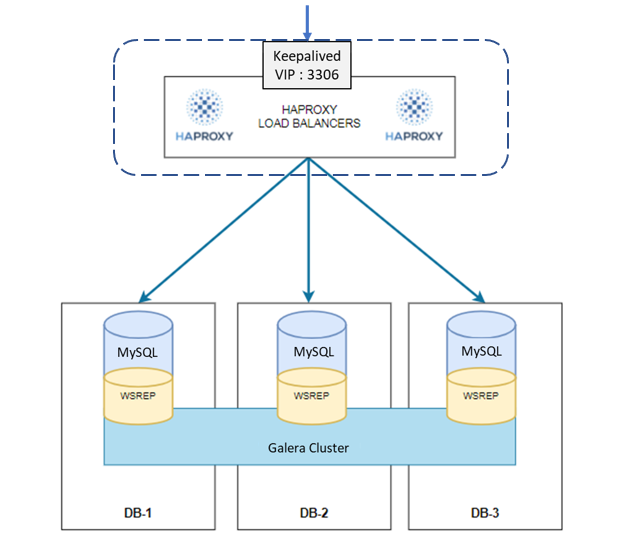 Keepalived
VIP : 3306
HAPROXY
LOAD BALANCERS
HAPROXY
HAPROXY
MySQL
MySQL
MySQL
WSREP
WSREP
WSREP
Galera Cluster
DB-1
DB-2
DB-3